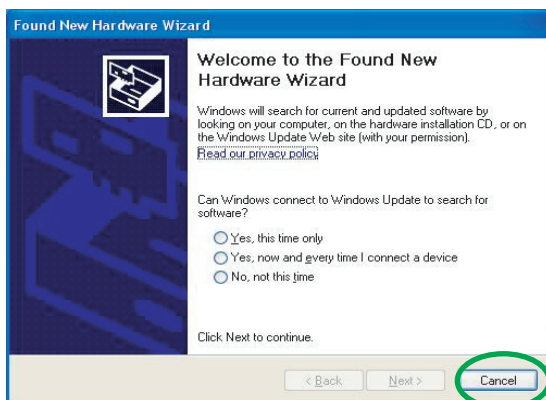 Found New Hardware Wizard
Welcome to the Found New
Hardware Wizard
Windows will search for current and updated software by
looking on your computer, on the hardware installation CD, or on
the Windows Update Web site (with your permission).
Read our privacy policy
Can Windows connect to Windows Update to search for
software?
Yes, this time only
Yes, now and every time I connect a device
No, not this time
Click Next to continue.
< Back Next > Cancel